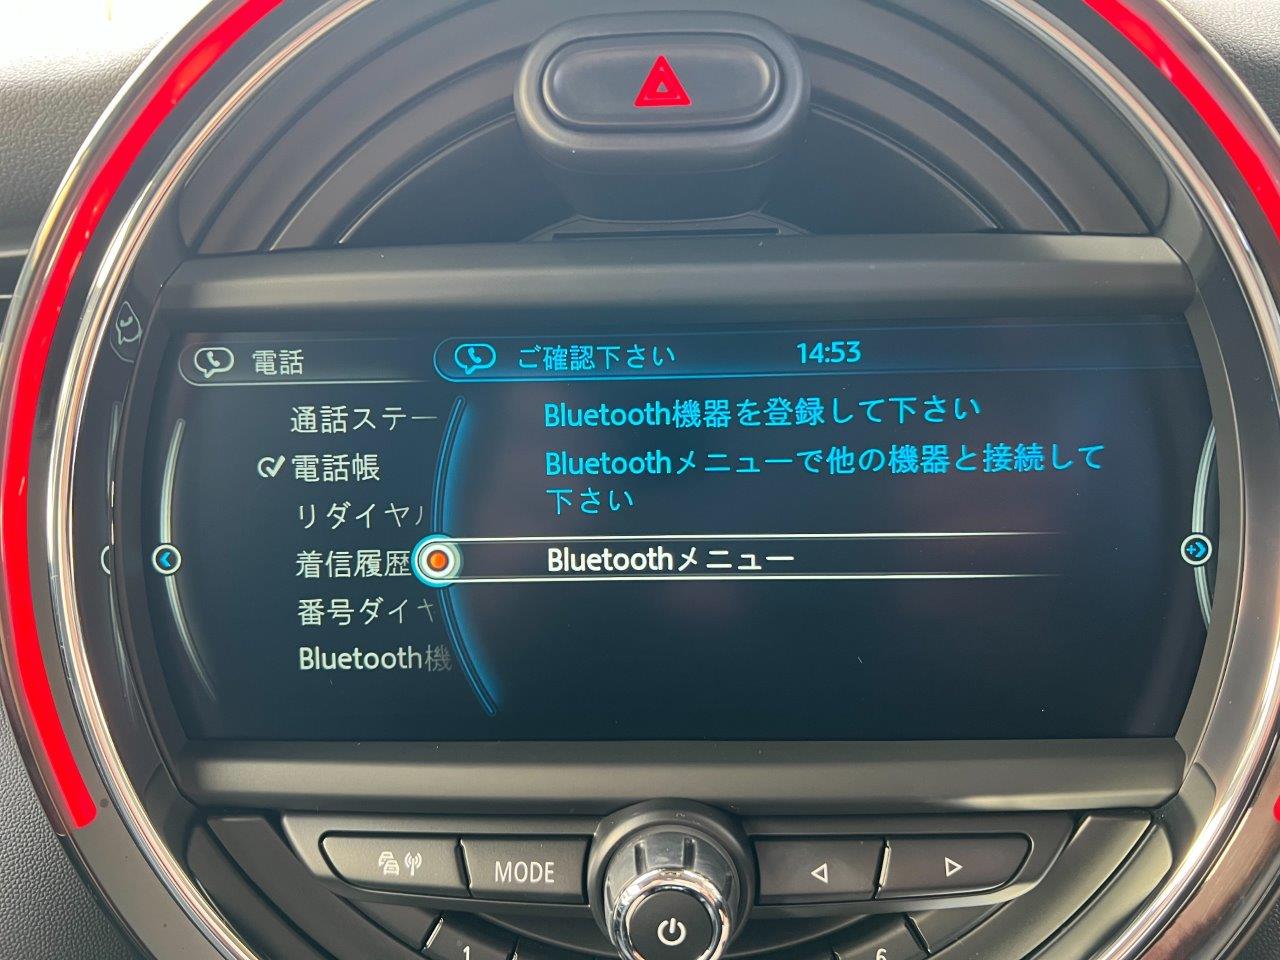 電話
ご確認下さい 14:53
通話ステー
電話帳
リダイヤル
着信履歴
番号ダイヤ
Bluetooth機
Bluetooth機器を登録して下さい
Bluetoothメニューで他の機器と接続して
下さい
Bluetoothメニュー
MODE
1
6